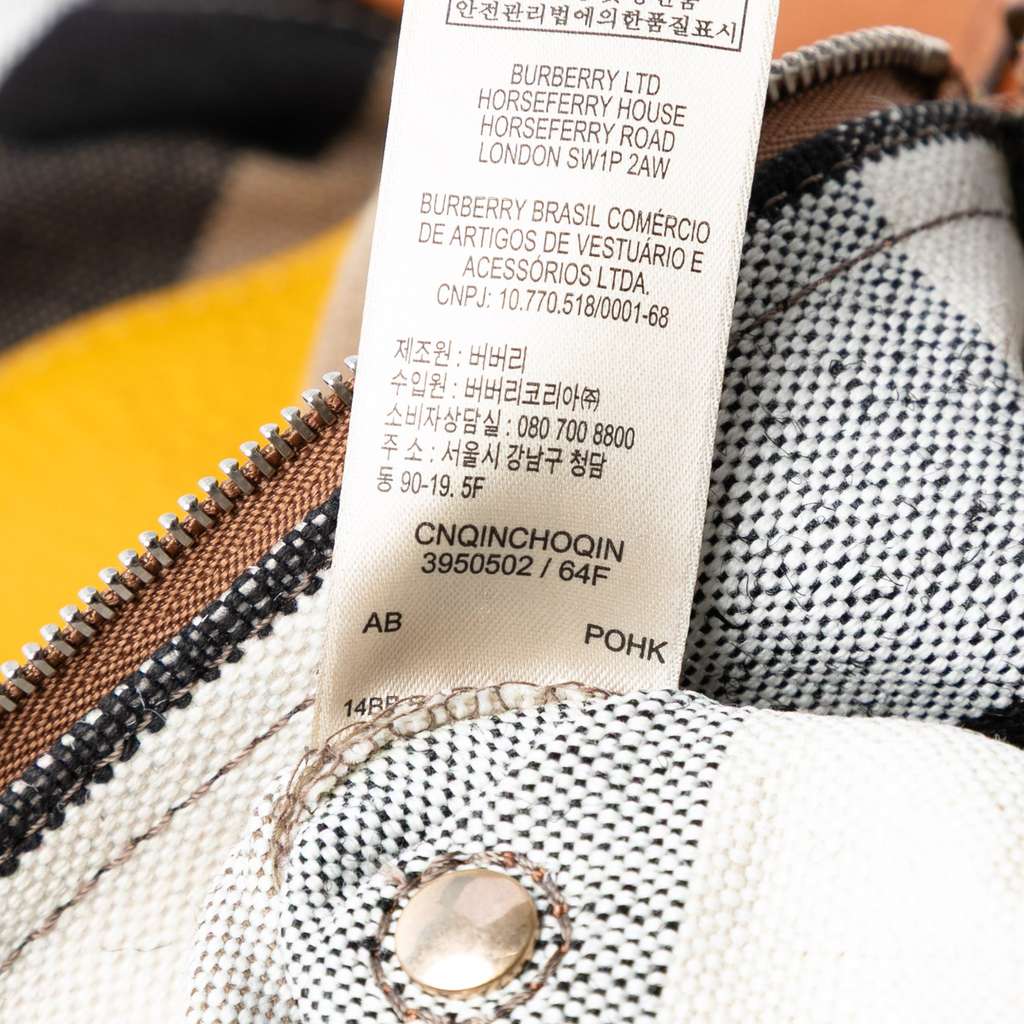 안전관리법에의한품질표시
BURBERRY LTD
HORSEFERRY HOUSE
HORSEFERRY ROAD
LONDON SW1P 2AW
BURBERRY BRASIL COMÉRCIO
DE ARTIGOS DE VESTUÁRIO E
ACESSÓRIOS LTDA.
CNPJ: 10.770.518/0001-68
제조원 : 버버리
수입원 : 버버리코리아㈜
소비자상담실 : 080 700 8800
주 소 : 서울시 강남구 청담
동 90-19. 5F
CNQINCHOQIN
3950502 / 64F
AB
POHK